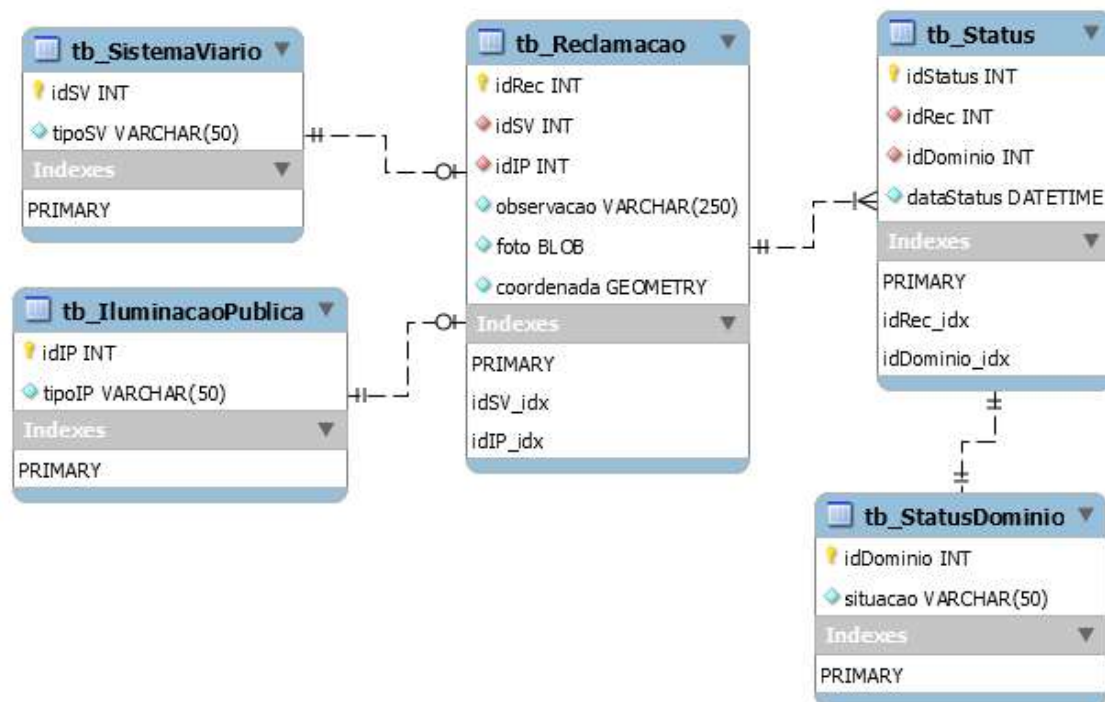 tb_SistemaViario
idSV INT
tipoSV VARCHAR(50)
Indexes
PRIMARY
tb_IluminacaoPublica
idIP INT
tipoIP VARCHAR(50)
Indexes
PRIMARY
tb_Reclamacao
idRec INT
idSV INT
idIP INT
observacao VARCHAR(250)
foto BLOB
coordenada GEOMETRY
Indexes
PRIMARY
idSV_idx
idIP_idx
tb_Status
idStatus INT
idRec INT
idDominio INT
dataStatus DATETIME
Indexes
PRIMARY
idRec_idx
idDominio_idx
tb_StatusDominio
idDominio INT
situacao VARCHAR(50)
Indexes
PRIMARY